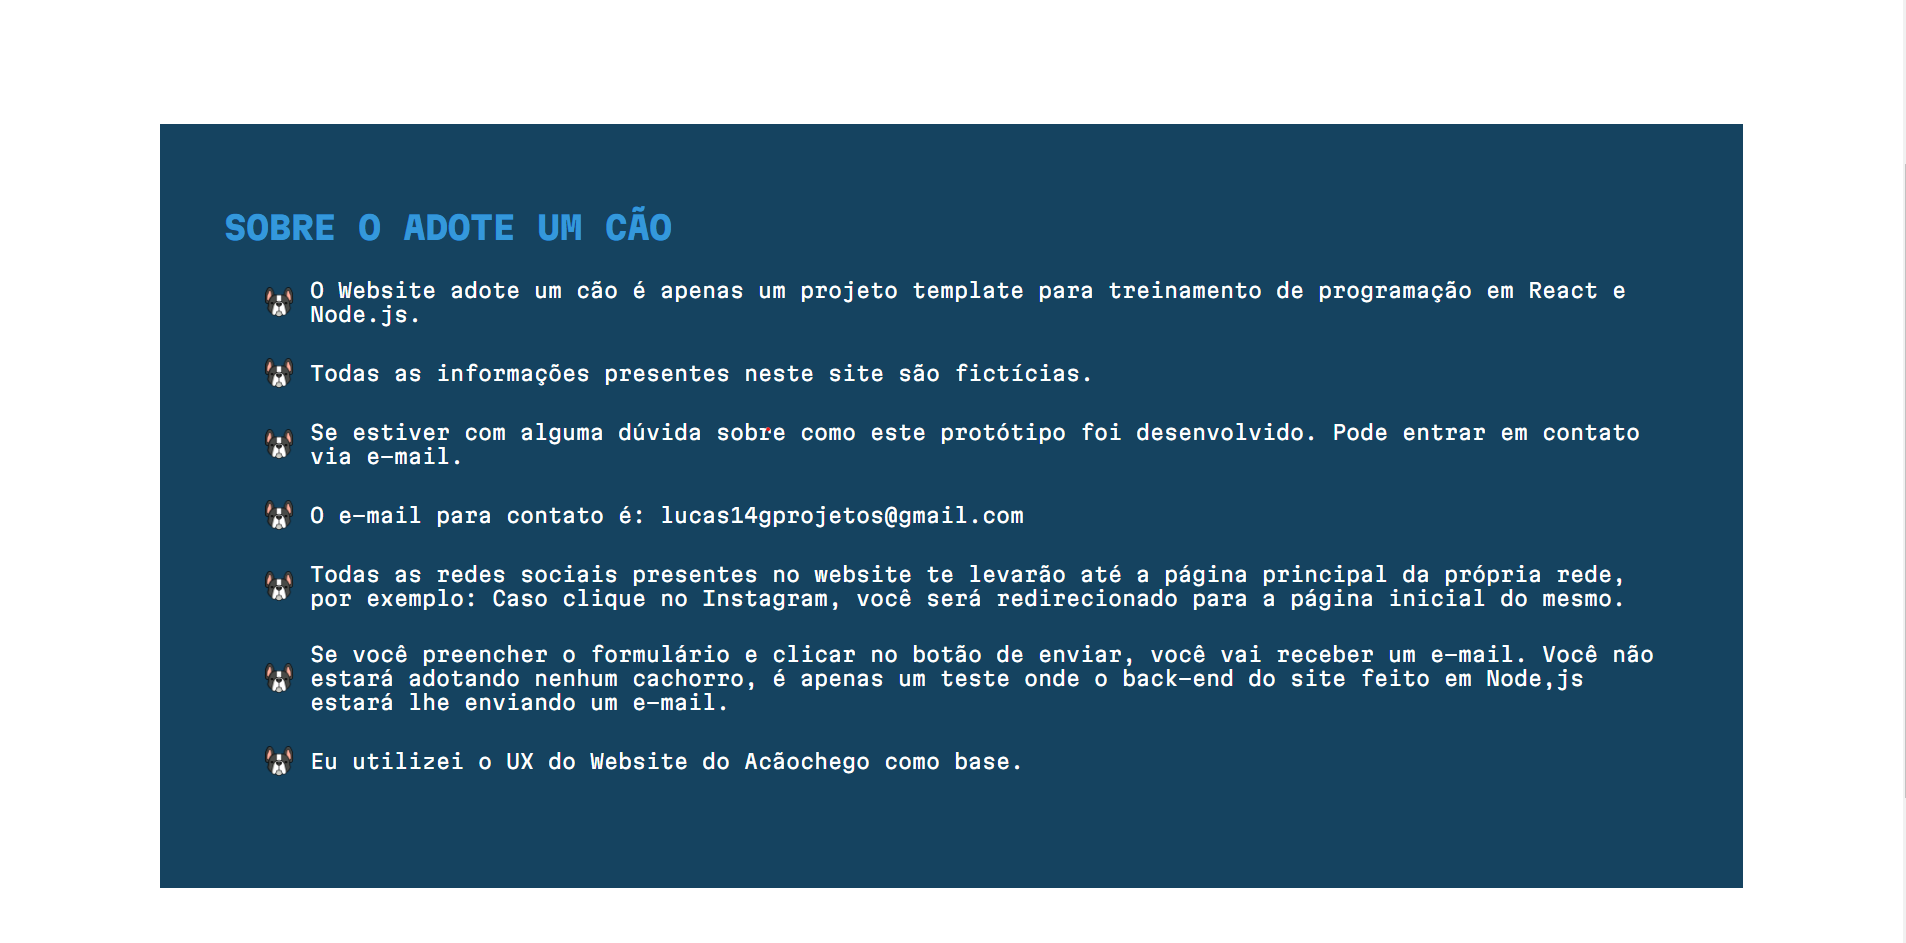 SOBRE O ADOTE UM CÃO
O Website adote um cão é apenas um projeto template para treinamento de programação em React e
Node.js.
Todas as informações presentes neste site são fictícias.
Se estiver com alguma dúvida sobre como este protótipo foi desenvolvido. Pode entrar em contato
via e-mail.
O e-mail para contato é: lucas14gprojetos@gmail.com
Todas as redes sociais presentes no website te levarão até a página principal da própria rede,
por exemplo: Caso clique no Instagram, você será redirecionado para a página inicial do mesmo.
Se você preencher o formulário e clicar no botão de enviar, você vai receber um e-mail. Você não
estará adotando nenhum cachorro, é apenas um teste onde o back-end do site feito em Node,js
estará lhe enviando um e-mail.
Eu utilizei o UX do Website do Acãochego como base.